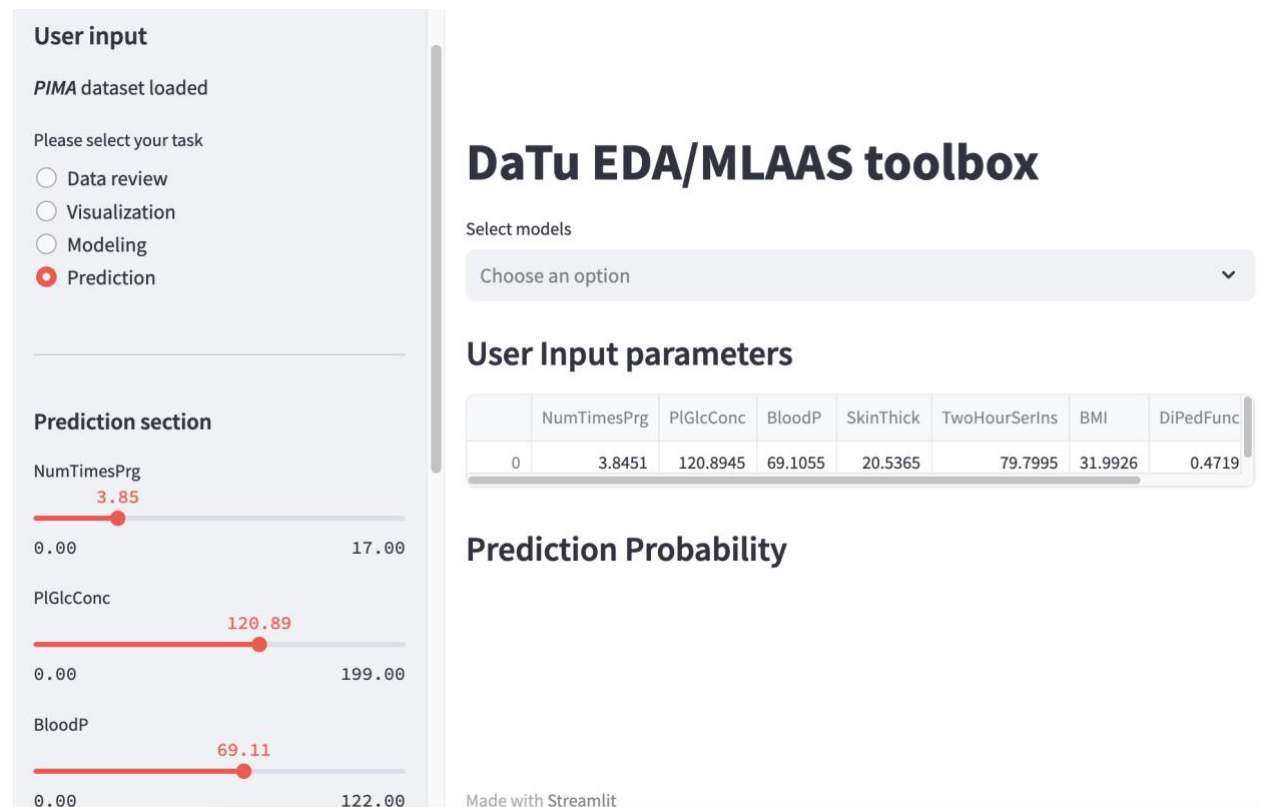 User input
PIMA dataset loaded
Please select your task
Data review
Visualization
Modeling
Prediction
Prediction section
NumTimesPrg
3.85
0.00 17.00
PlGlcConc
120.89
0.00 199.00
BloodP
69.11
0.00 122.00
DaTu EDA/MLAAS toolbox
Select models
Choose an option
User Input parameters
NumTimesPrg PlGlcConc BloodP SkinThick TwoHourSerIns BMI DiPedFunc
0 3.8451 120.8945 69.1055 20.5365 79.7995 31.9926 0.4719
Prediction Probability
Made with Streamlit